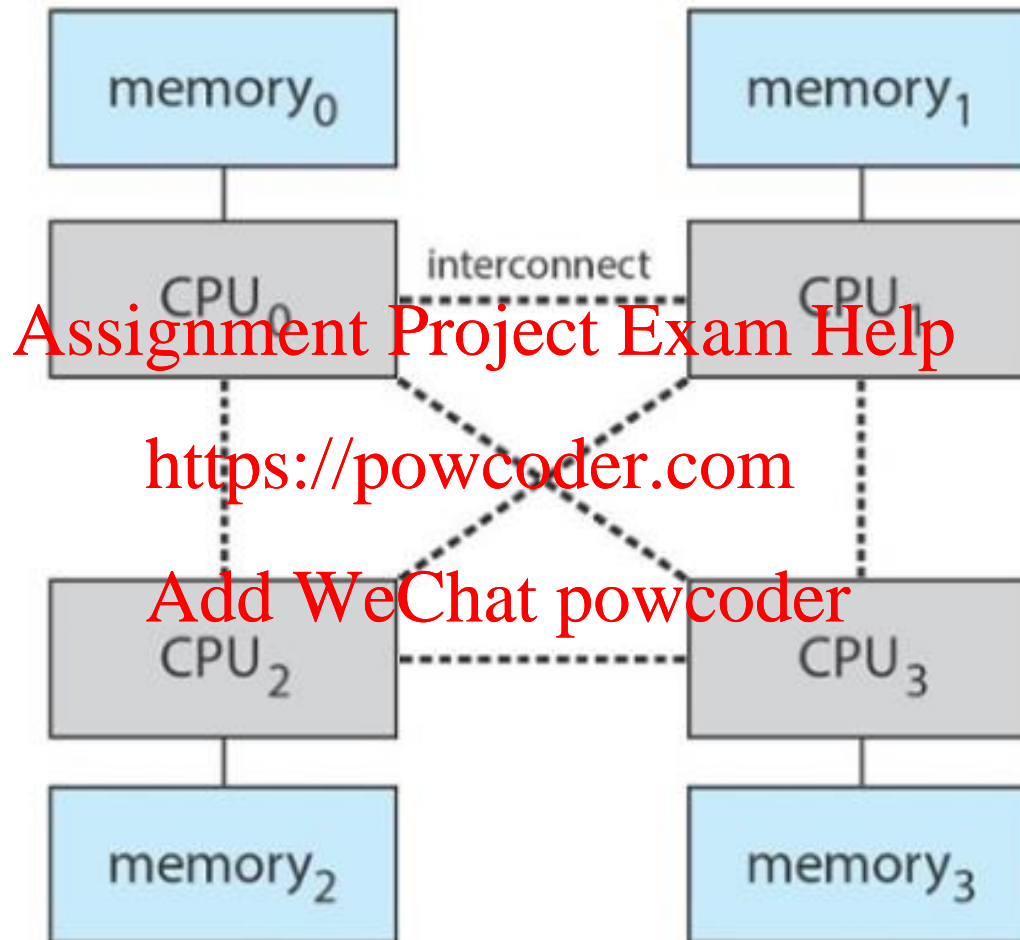 memory₀ memory₁
interconnect
CPU₀ CPU₁
Assignment Project Exam Help
https://powcoder.com
Add WeChat powcoder
CPU₂ CPU₃
memory₂ memory₃